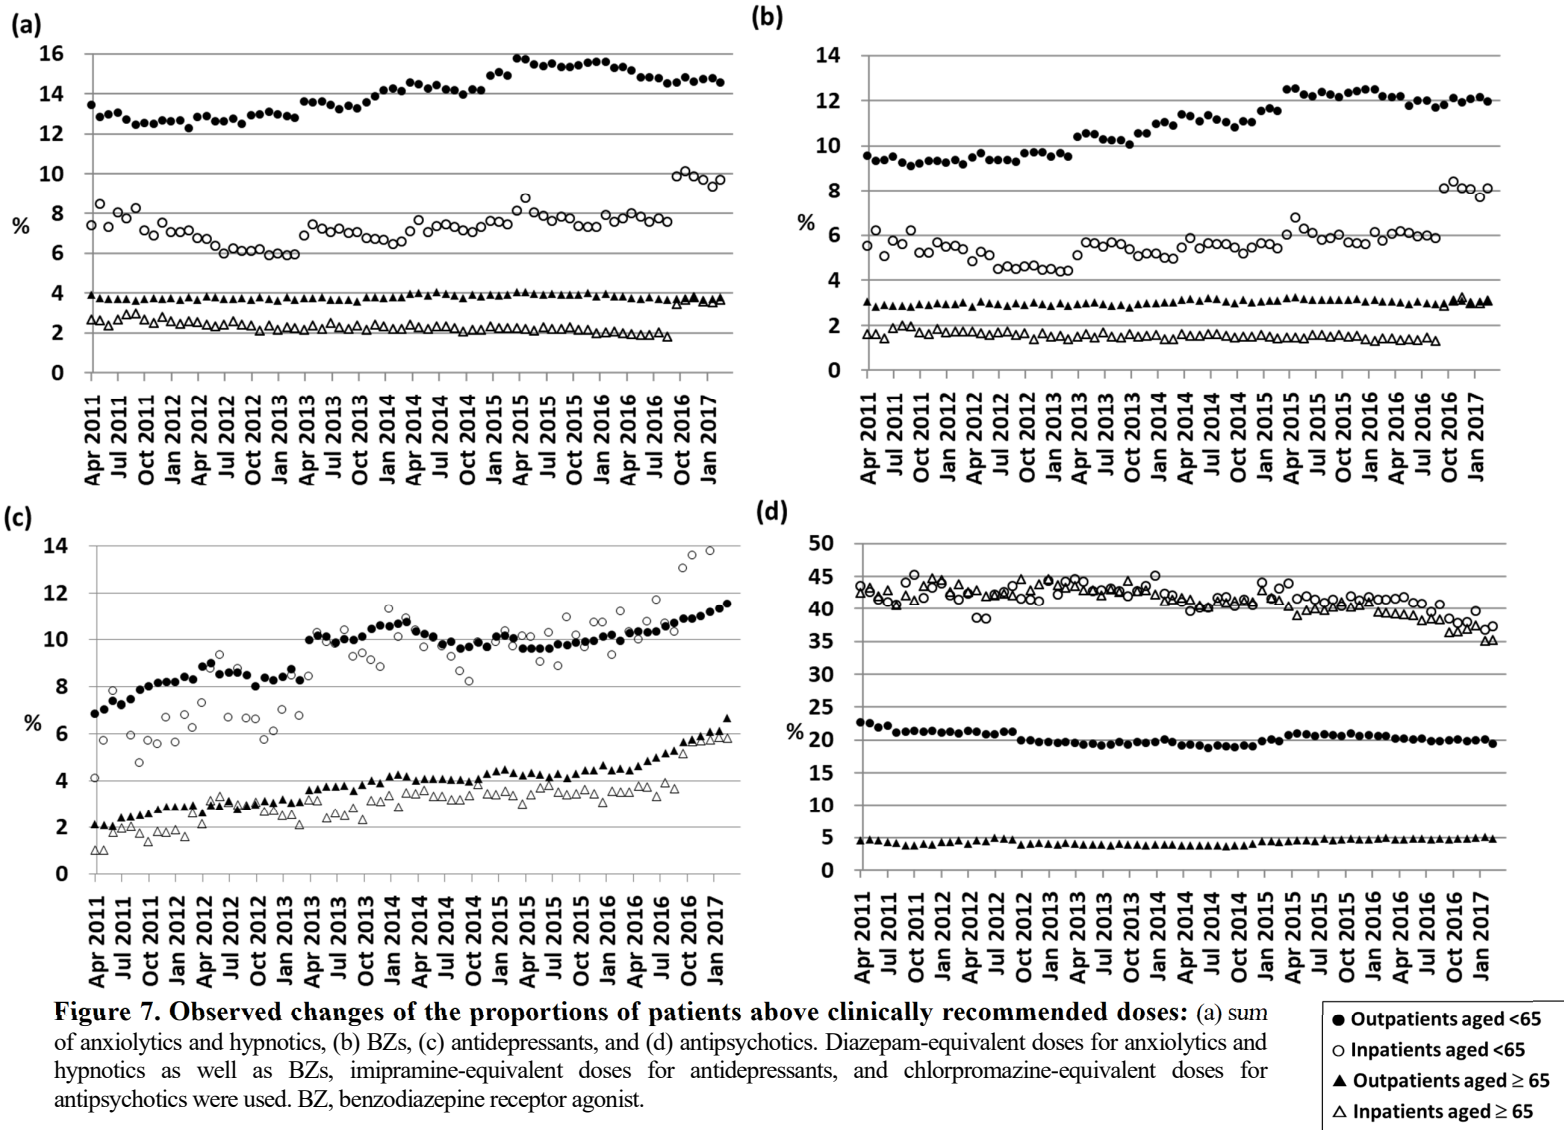 (a)
16
14
12
10
8
6
4
2
0
%
Apr 2011
Jul 2011
Oct 2011
Jan 2012
Apr 2012
Jul 2012
Oct 2012
Jan 2013
Apr 2013
Jul 2013
Oct 2013
Jan 2014
Apr 2014
Jul 2014
Oct 2014
Jan 2015
Apr 2015
Jul 2015
Oct 2015
Jan 2016
Apr 2016
Jul 2016
Oct 2016
Jan 2017
(b)
14
12
10
8
6
4
2
0
%
Apr 2011
Jul 2011
Oct 2011
Jan 2012
Apr 2012
Jul 2012
Oct 2012
Jan 2013
Apr 2013
Jul 2013
Oct 2013
Jan 2014
Apr 2014
Jul 2014
Oct 2014
Jan 2015
Apr 2015
Jul 2015
Oct 2015
Jan 2016
Apr 2016
Jul 2016
Oct 2016
Jan 2017
(c)
14
12
10
8
6
4
2
0
%
Apr 2011
Jul 2011
Oct 2011
Jan 2012
Apr 2012
Jul 2012
Oct 2012
Jan 2013
Apr 2013
Jul 2013
Oct 2013
Jan 2014
Apr 2014
Jul 2014
Oct 2014
Jan 2015
Apr 2015
Jul 2015
Oct 2015
Jan 2016
Apr 2016
Jul 2016
Oct 2016
Jan 2017
(d)
50
45
40
35
30
25
20
15
10
5
0
%
Apr 2011
Jul 2011
Oct 2011
Jan 2012
Apr 2012
Jul 2012
Oct 2012
Jan 2013
Apr 2013
Jul 2013
Oct 2013
Jan 2014
Apr 2014
Jul 2014
Oct 2014
Jan 2015
Apr 2015
Jul 2015
Oct 2015
Jan 2016
Apr 2016
Jul 2016
Oct 2016
Jan 2017
Figure 7. Observed changes of the proportions of patients above clinically recommended doses: (a) sum
of anxiolytics and hypnotics, (b) BZs, (c) antidepressants, and (d) antipsychotics. Diazepam-equivalent doses for anxiolytics and
hypnotics as well as BZs, imipramine-equivalent doses for antidepressants, and chlorpromazine-equivalent doses for
antipsychotics were used. BZ, benzodiazepine receptor agonist.
● Outpatients aged <65
○ Inpatients aged <65
▲ Outpatients aged ≥ 65
△ Inpatients aged ≥ 65